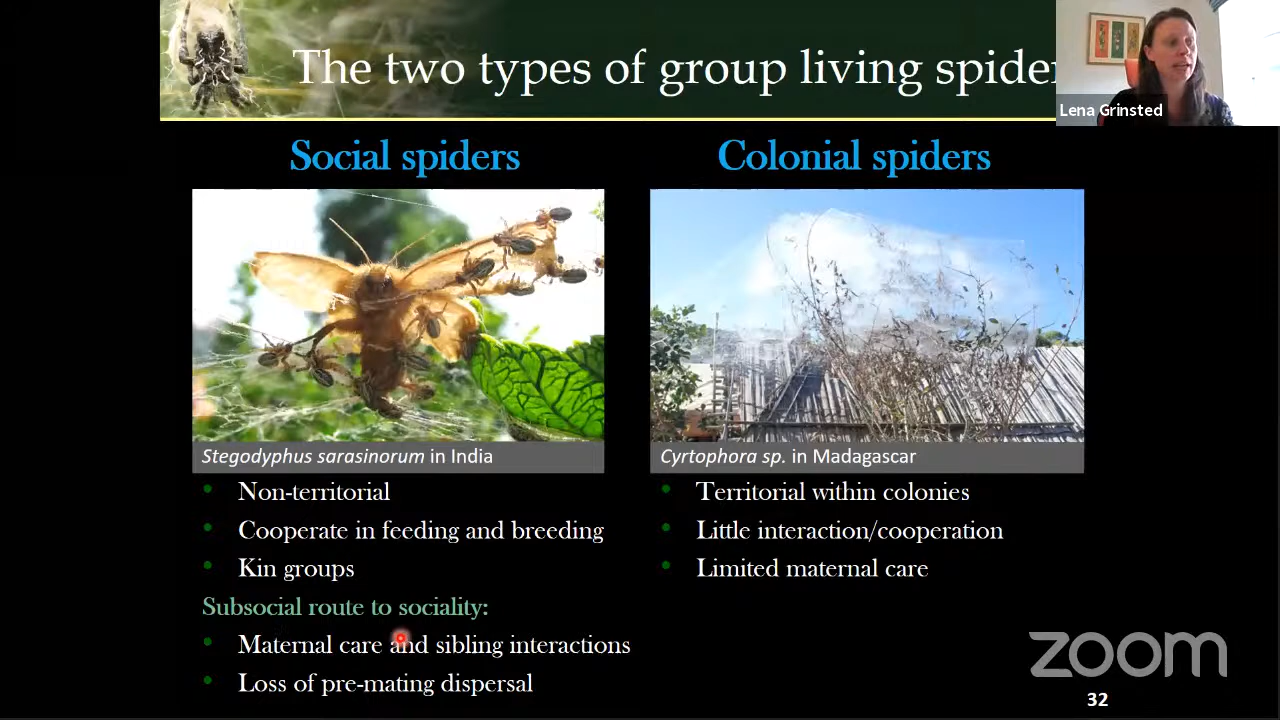 The two types of group living spider
Lena Grinsted
Social spiders
Colonial spiders
Stegodyphus sarasinorum in India
Cyrtophora sp. in Madagascar
Non-territorial
Cooperate in feeding and breeding
Kin groups
Subsocial route to sociality:
Maternal care and sibling interactions
Loss of pre-mating dispersal
Territorial within colonies
Little interaction/cooperation
Limited maternal care
zoom
32